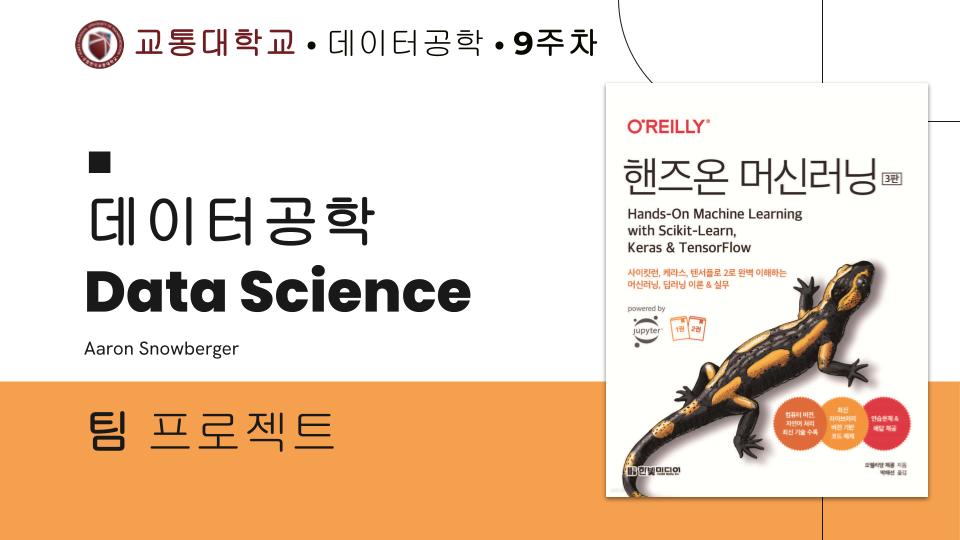 교통대학교 • 데이터공학 • 9주차
데이터공학
Data Science
Aaron Snowberger
팀 프로젝트
O'REILLY®
핸즈온 머신러닝 3판
Hands-On Machine Learning
with Scikit-Learn,
Keras & TensorFlow
사이킷런, 케라스, 텐서플로 2로 완벽 이해하는
머신러닝, 딥러닝 이론 & 실무
powered by
jupyter
1권 2권
컴퓨터 비전,
자연어 처리
최신 기술 수록
최신
라이브러리
버전 기반
코드 예제
연습문제 &
해답 제공
오렐리앙 제롱 지음
박해선 옮김
한빛미디어